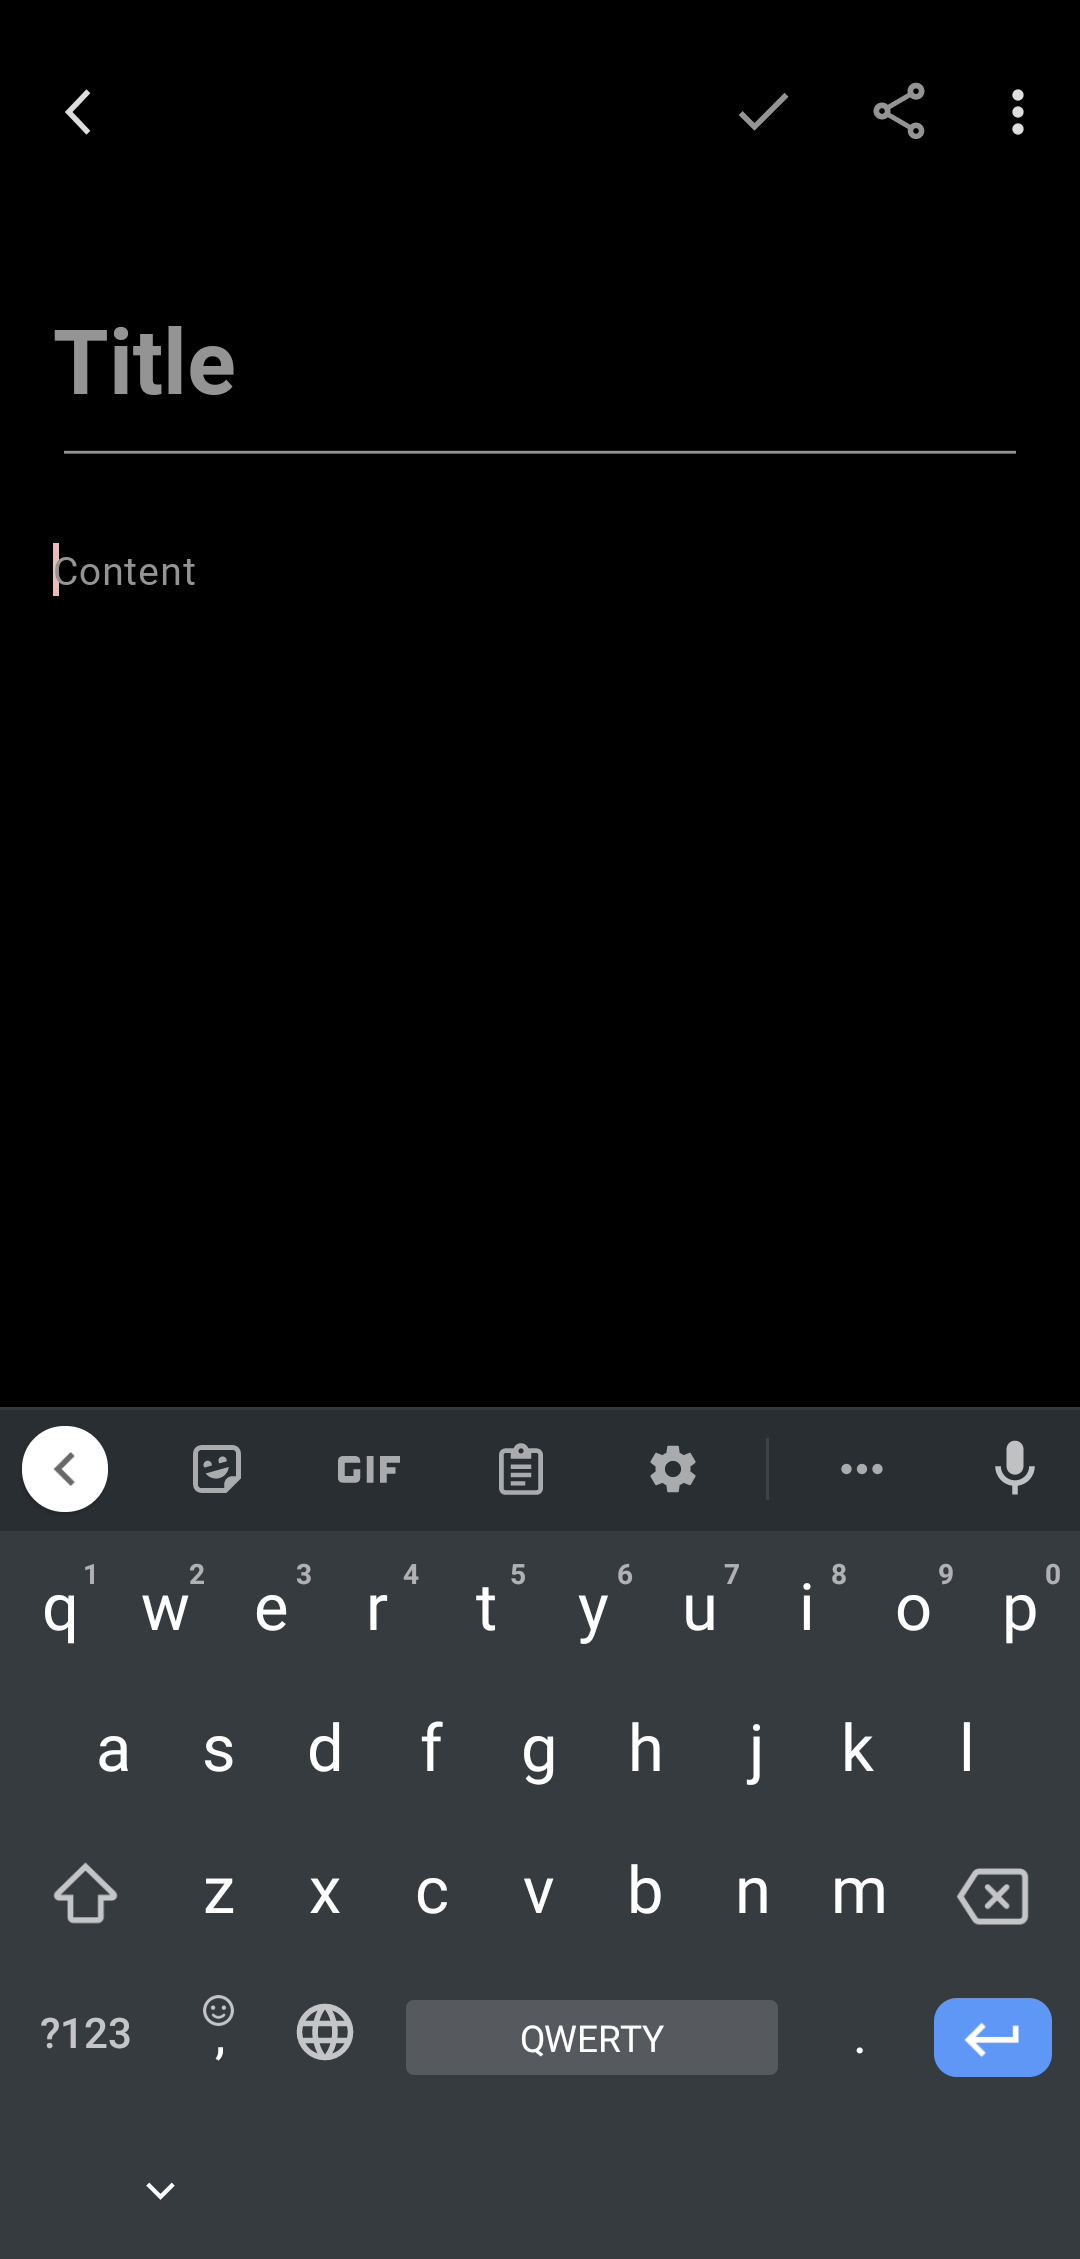 Title
Content
GIF
q 1 w 2 e 3 r 4 t 5 y 6 u 7 i 8 o 9 p 0
a s d f g h j k l
z x c v b n m
?123 , QWERTY .